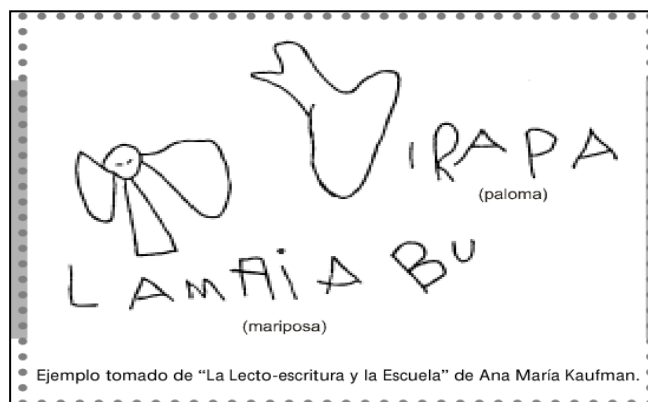 IRAPA
(paloma)
LAMAiABU
(mariposa)
Ejemplo tomado de “La Lecto-escritura y la Escuela” de Ana María Kaufman.